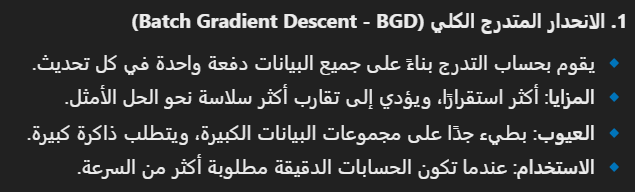 1. الانحدار المتدرج الكلي (Batch Gradient Descent - BGD)
يقوم بحساب التدرج بناءً على جميع البيانات دفعة واحدة في كل تحديث.
المزايا: أكثر استقرارًا، ويؤدي إلى تقارب أكثر سلاسة نحو الحل الأمثل.
العيوب: بطيء جدًا على مجموعات البيانات الكبيرة، ويتطلب ذاكرة كبيرة.
الاستخدام: عندما تكون الحسابات الدقيقة مطلوبة أكثر من السرعة.